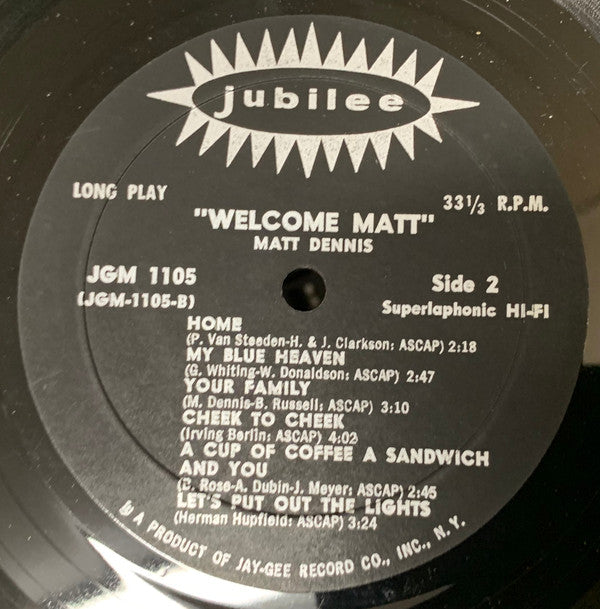 jubilee
LONG PLAY
33 1/3 R.P.M.
"WELCOME MATT"
MATT DENNIS
JGM 1105
Side 2
(JGM-1105-B)
Superlaphonic HI-FI
HOME
(P. Van Steeden-H. & J. Clarkson: ASCAP) 2:18
MY BLUE HEAVEN
(G. Whiting-W. Donaldson: ASCAP) 2:47
YOUR FAMILY
(M. Dennis-B. Russell: ASCAP) 3:10
CHEEK TO CHEEK
(Irving Berlin: ASCAP) 4:02
A CUP OF COFFEE A SANDWICH
AND YOU
(B. Rose-A. Dubin-J. Meyer: ASCAP) 2:45
LET'S PUT OUT THE LIGHTS
(Herman Hupfield: ASCAP) 3:24
A PRODUCT OF JAY-GEE RECORD CO., INC., N. Y.